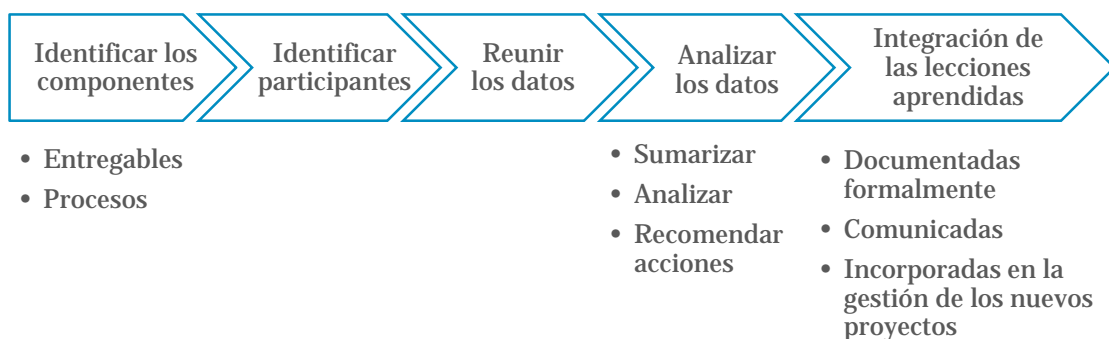 Identificar los
componentes
Identificar
participantes
Reunir
los datos
Analizar
los datos
Integración de
las lecciones
aprendidas
• Entregables
• Procesos
• Sumarizar
• Analizar
• Recomendar
acciones
• Documentadas
formalmente
• Comunicadas
• Incorporadas en la
gestión de los nuevos
proyectos